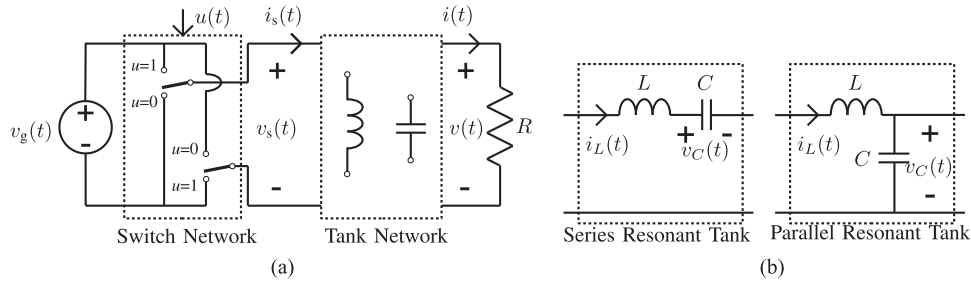 u(t)
i_s(t)
i(t)
u=1
u=0
v_g(t)
+
-
+
v_s(t)
-
+
v(t)
-
R
u=0
u=1
Switch Network
Tank Network
(a)
L
C
i_L(t)
+ -
v_C(t)
Series Resonant Tank
L
i_L(t)
C
+
v_C(t)
-
Parallel Resonant Tank
(b)